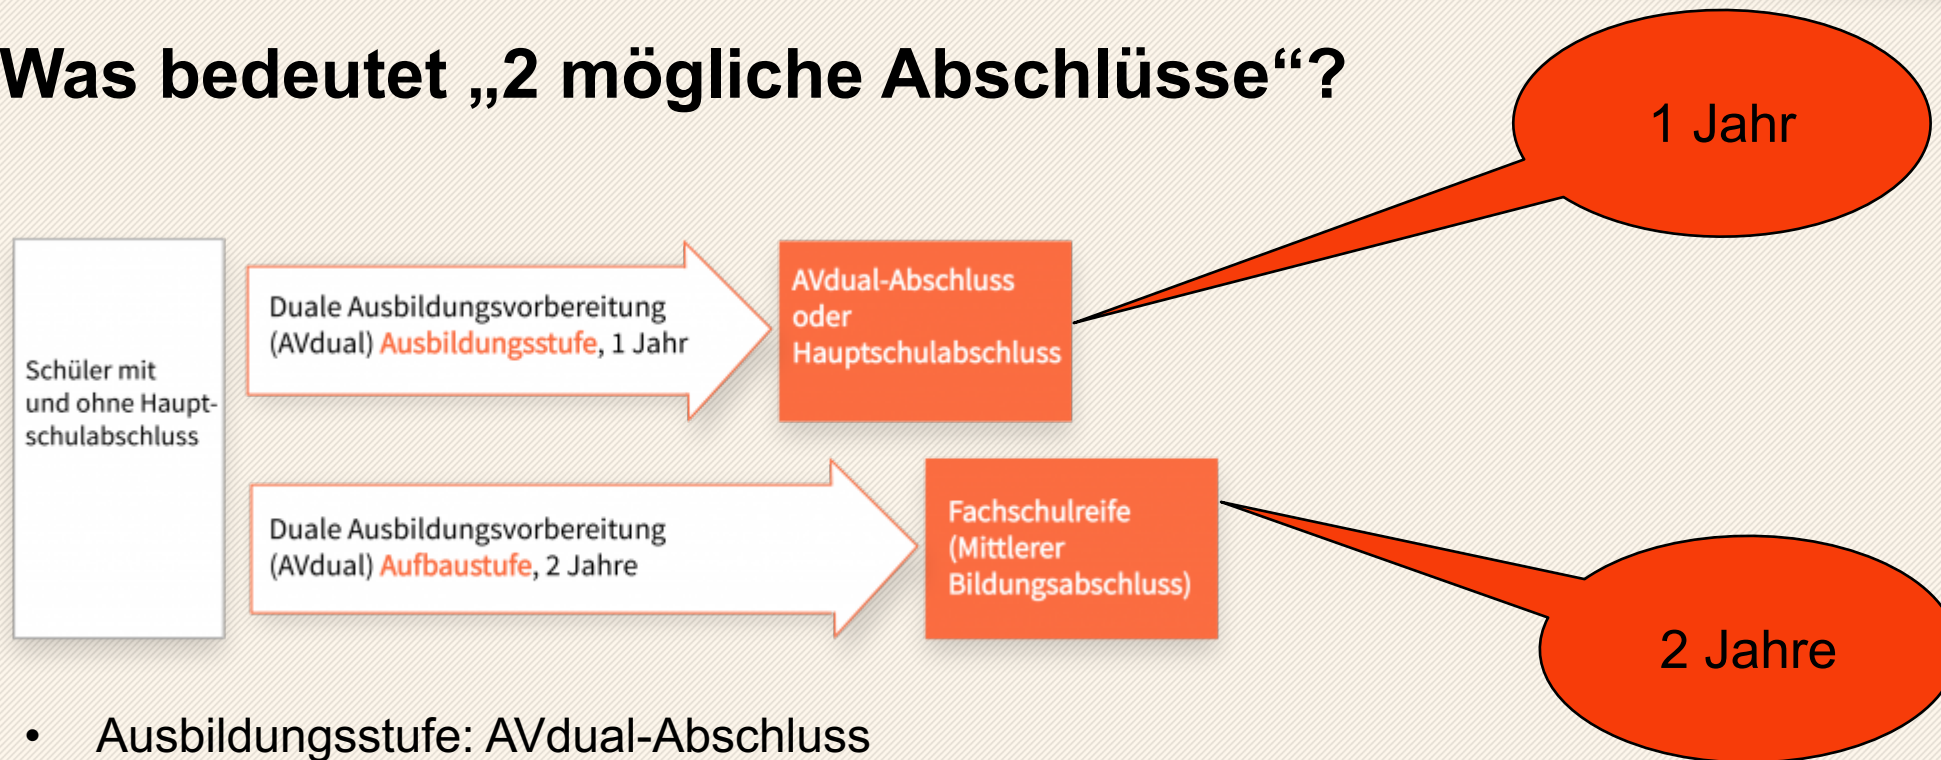 Was bedeutet „2 mögliche Abschlüsse“?
1 Jahr
Schüler mit
und ohne Haupt-
schulabschluss
Duale Ausbildungsvorbereitung
(AVdual) Ausbildungsstufe, 1 Jahr
AVdual-Abschluss
oder
Hauptschulabschluss
Duale Ausbildungsvorbereitung
(AVdual) Aufbaustufe, 2 Jahre
Fachschulreife
(Mittlerer
Bildungsabschluss)
2 Jahre
• Ausbildungsstufe: AVdual-Abschluss